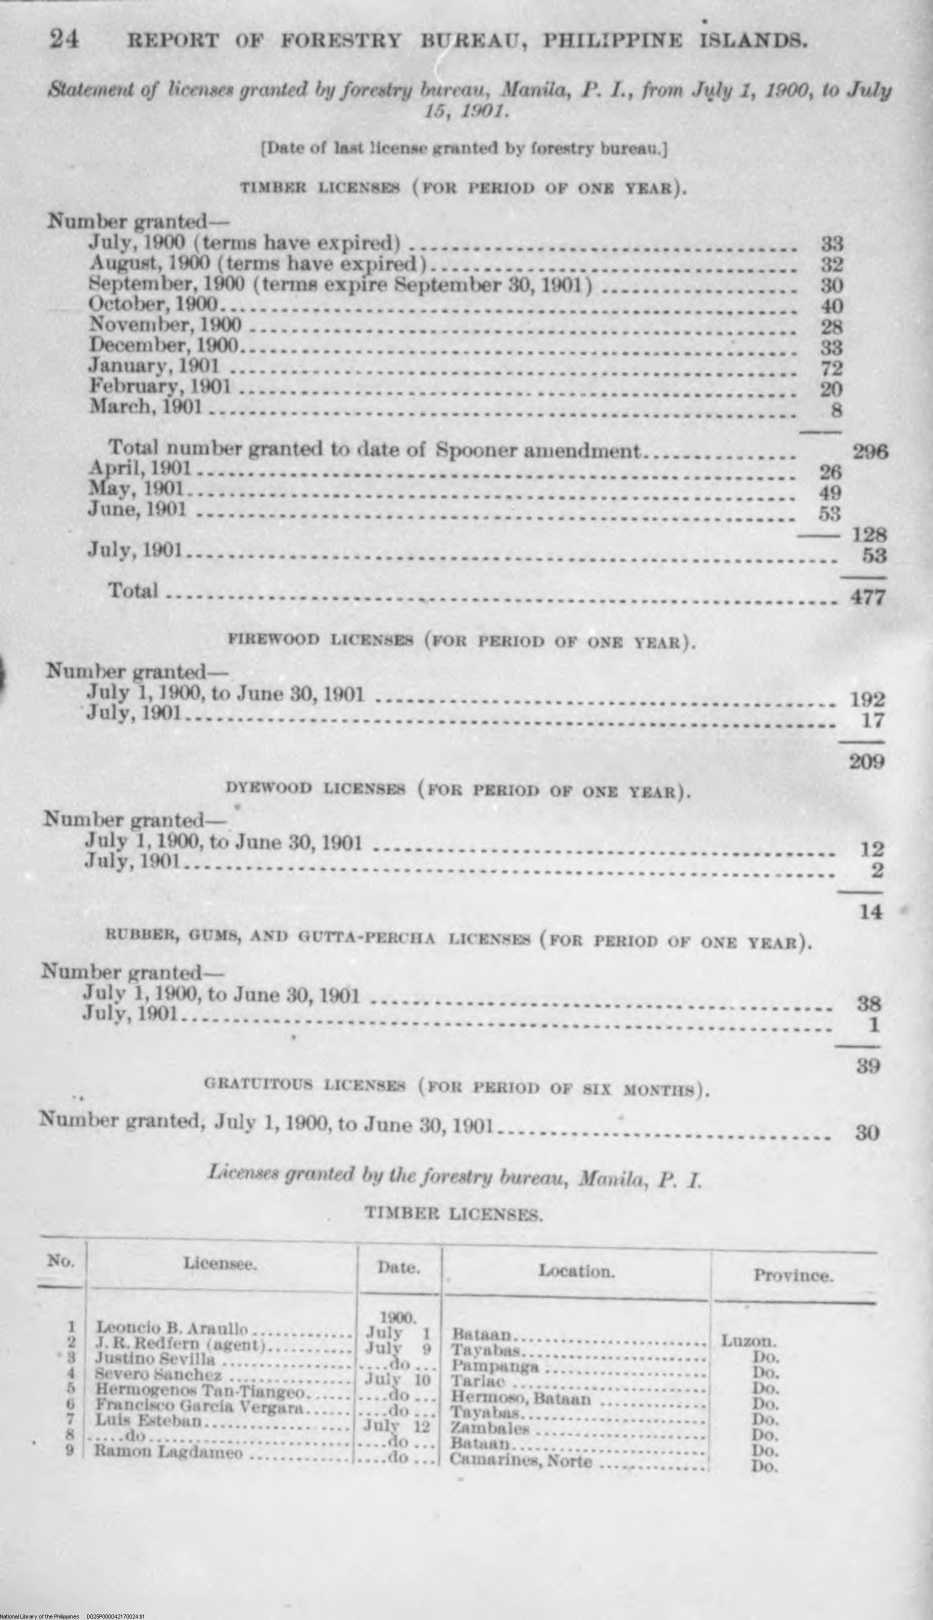 24 REPORT OF FORESTRY BUREAU, PHILIPPINE ISLANDS.
Statement of licenses granted by forestry bureau, Manila, P. I., from July 1, 1900, to July
15, 1901.
[Date of last license granted by forestry bureau.]
TIMBER LICENSES (FOR PERIOD OF ONE YEAR).
Number granted—
July, 1900 (terms have expired) 33
August, 1900 (terms have expired) 32
September, 1900 (terms expire September 30, 1901) 30
October, 1900 40
November, 1900 28
December, 1900 33
January, 1901 72
February, 1901 20
March, 1901 8
Total number granted to date of Spooner amendment 296
April, 1901 26
May, 1901 49
June, 1901 53
128
July, 1901 53
Total 477
FIREWOOD LICENSES (FOR PERIOD OF ONE YEAR).
Number granted—
July 1, 1900, to June 30, 1901 192
July, 1901 17
209
DYEWOOD LICENSES (FOR PERIOD OF ONE YEAR).
Number granted—
July 1, 1900, to June 30, 1901 12
July, 1901 2
14
RUBBER, GUMS, AND GUTTA-PERCHA LICENSES (FOR PERIOD OF ONE YEAR).
Number granted—
July 1, 1900, to June 30, 1901 38
July, 1901 1
39
GRATUITOUS LICENSES (FOR PERIOD OF SIX MONTHS).
Number granted, July 1, 1900, to June 30, 1901 30
Licenses granted by the forestry bureau, Manila, P. I.
TIMBER LICENSES.
No. Licensee. Date. Location. Province.
1900.
1 Leoncio B. Araullo July 1 Bataan Luzon.
2 J. R. Redfern (agent) July 9 Tayabas Do.
3 Justino Sevilla do Pampanga Do.
4 Severo Sanchez July 10 Tarlac Do.
5 Hermogenos Tan-Tiangco do Hermoso, Bataan Do.
6 Francisco Garcia Vergara do Tayabas Do.
7 Luis Esteban July 12 Zambales Do.
8 do do Bataan Do.
9 Ramon Lagdameo do Camarines, Norte Do.
National Library of the Philippines